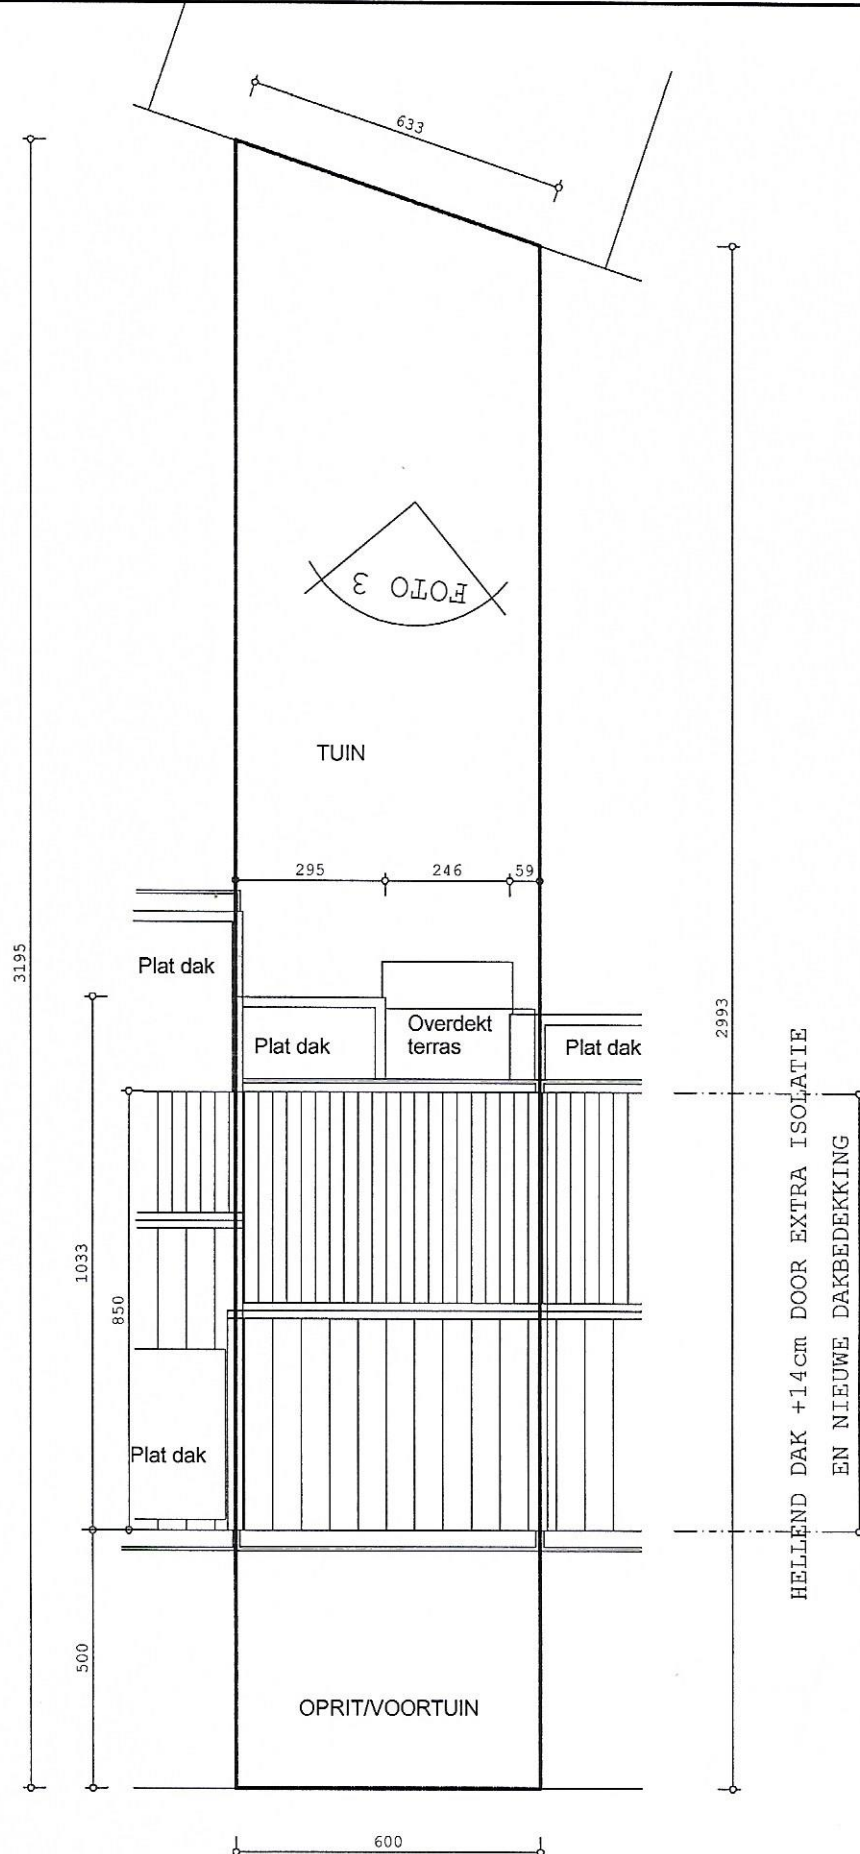 633
FOTO 3
TUIN
295 246 59
3195
Plat dak
Plat dak
Overdekt
terras
Plat dak
2993
1033
850
Plat dak
HELLEND DAK +14cm DOOR EXTRA ISOLATIE
EN NIEUWE DAKBEDEKKING
500
OPRIT/VOORTUIN
600